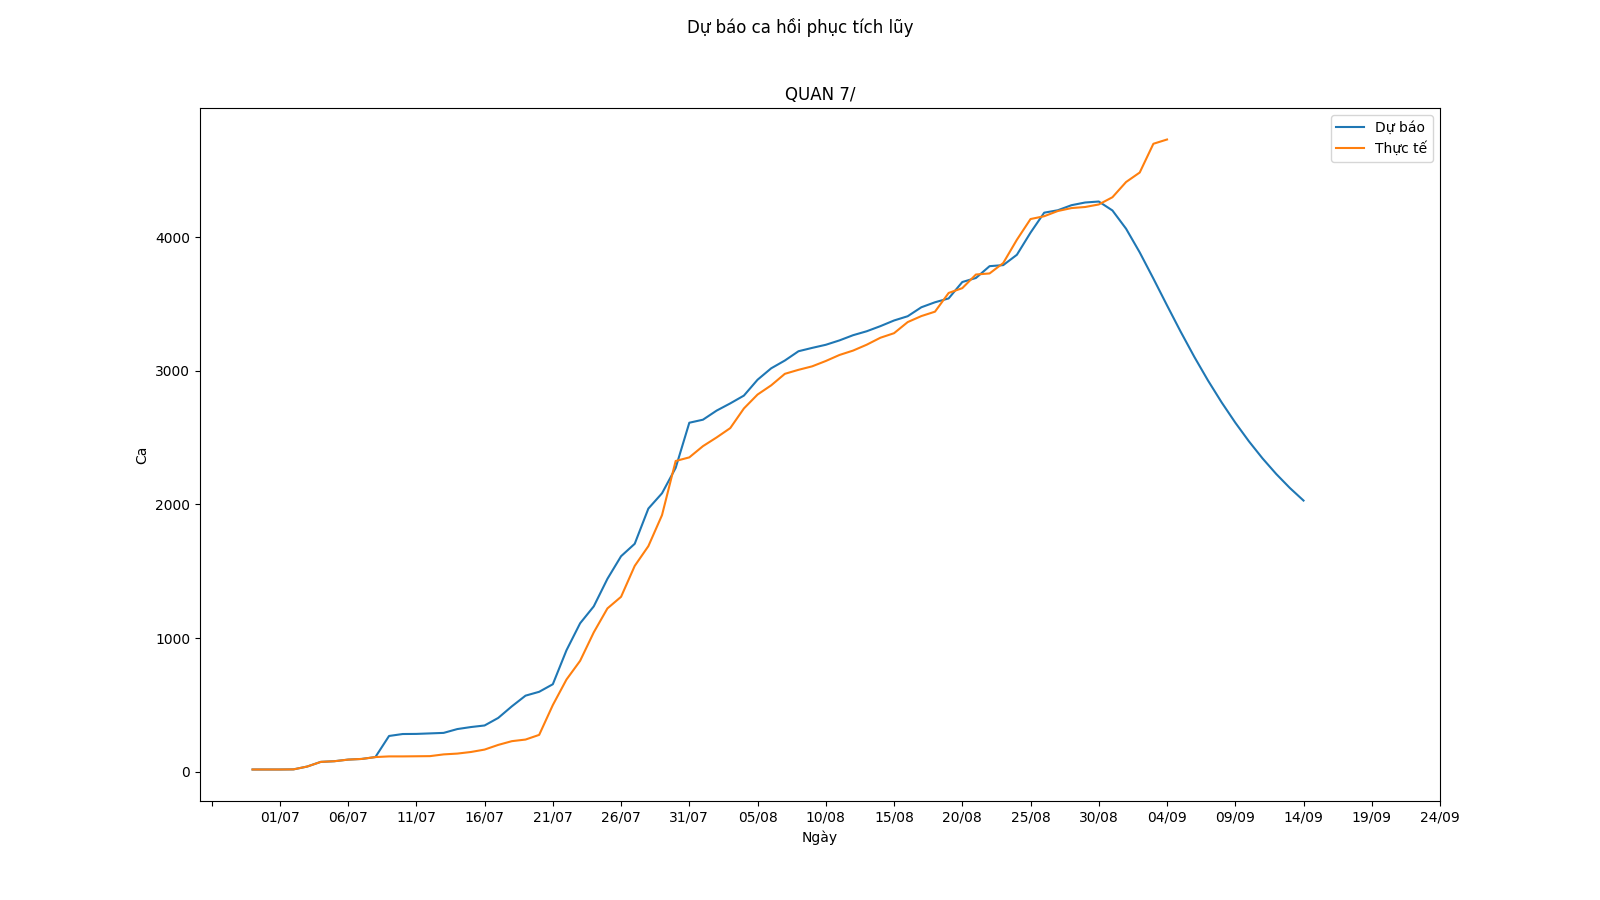 Dự báo ca hồi phục tích lũy
QUAN 7/
Dự báo
Thực tế
4000
3000
2000
1000
0
Ca
01/07 06/07 11/07 16/07 21/07 26/07 31/07 05/08 10/08 15/08 20/08 25/08 30/08 04/09 09/09 14/09 19/09 24/09
Ngày